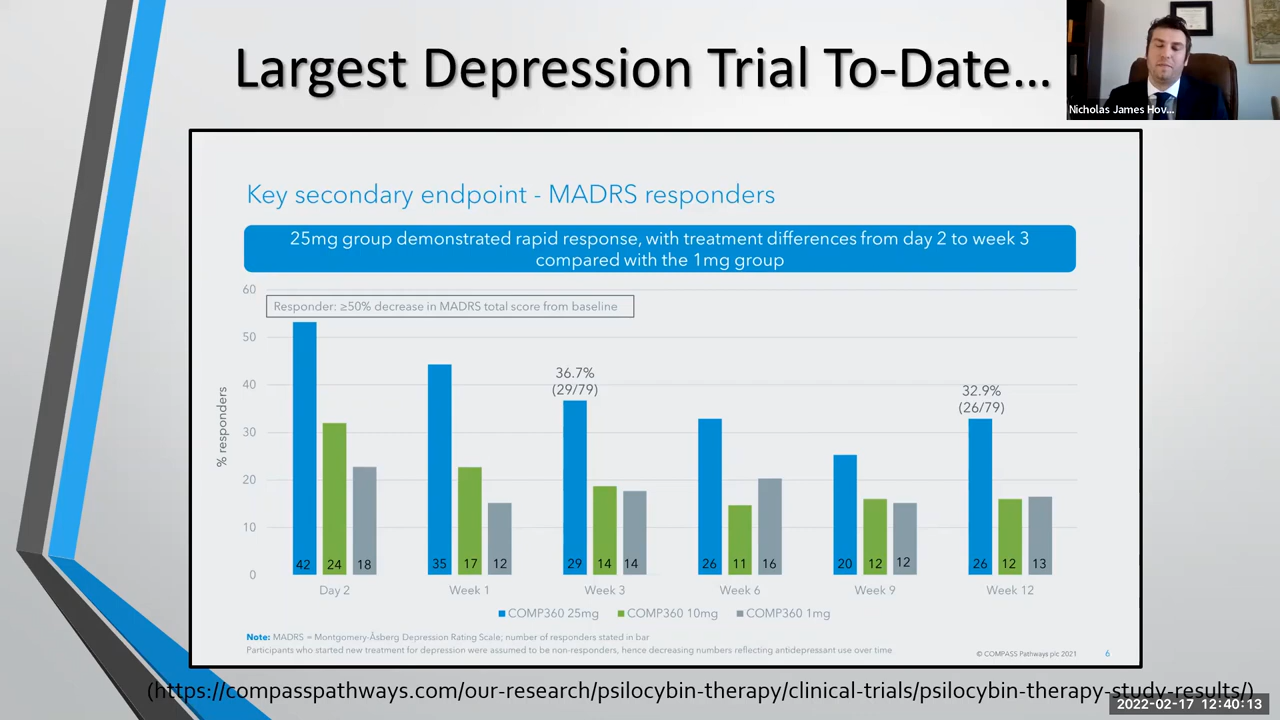 Largest Depression Trial To-Date...
Nicholas James Hov...
Key secondary endpoint - MADRS responders
25mg group demonstrated rapid response, with treatment differences from day 2 to week 3
compared with the 1mg group
Responder: ≥50% decrease in MADRS total score from baseline
% responders
60
50
40
30
20
10
0
36.7%
(29/79)
32.9%
(26/79)
42 24 18 35 17 12 29 14 14 26 11 16 20 12 12 26 12 13
Day 2 Week 1 Week 3 Week 6 Week 9 Week 12
COMP360 25mg COMP360 10mg COMP360 1mg
Note: MADRS = Montgomery-Åsberg Depression Rating Scale; number of responders stated in bar
Participants who started new treatment for depression were assumed to be non-responders, hence decreasing numbers reflecting antidepressant use over time
© COMPASS Pathways plc 2021 6
(https://compasspathways.com/our-research/psilocybin-therapy/clinical-trials/psilocybin-therapy-study-results/)
2022-02-17 12:40:13